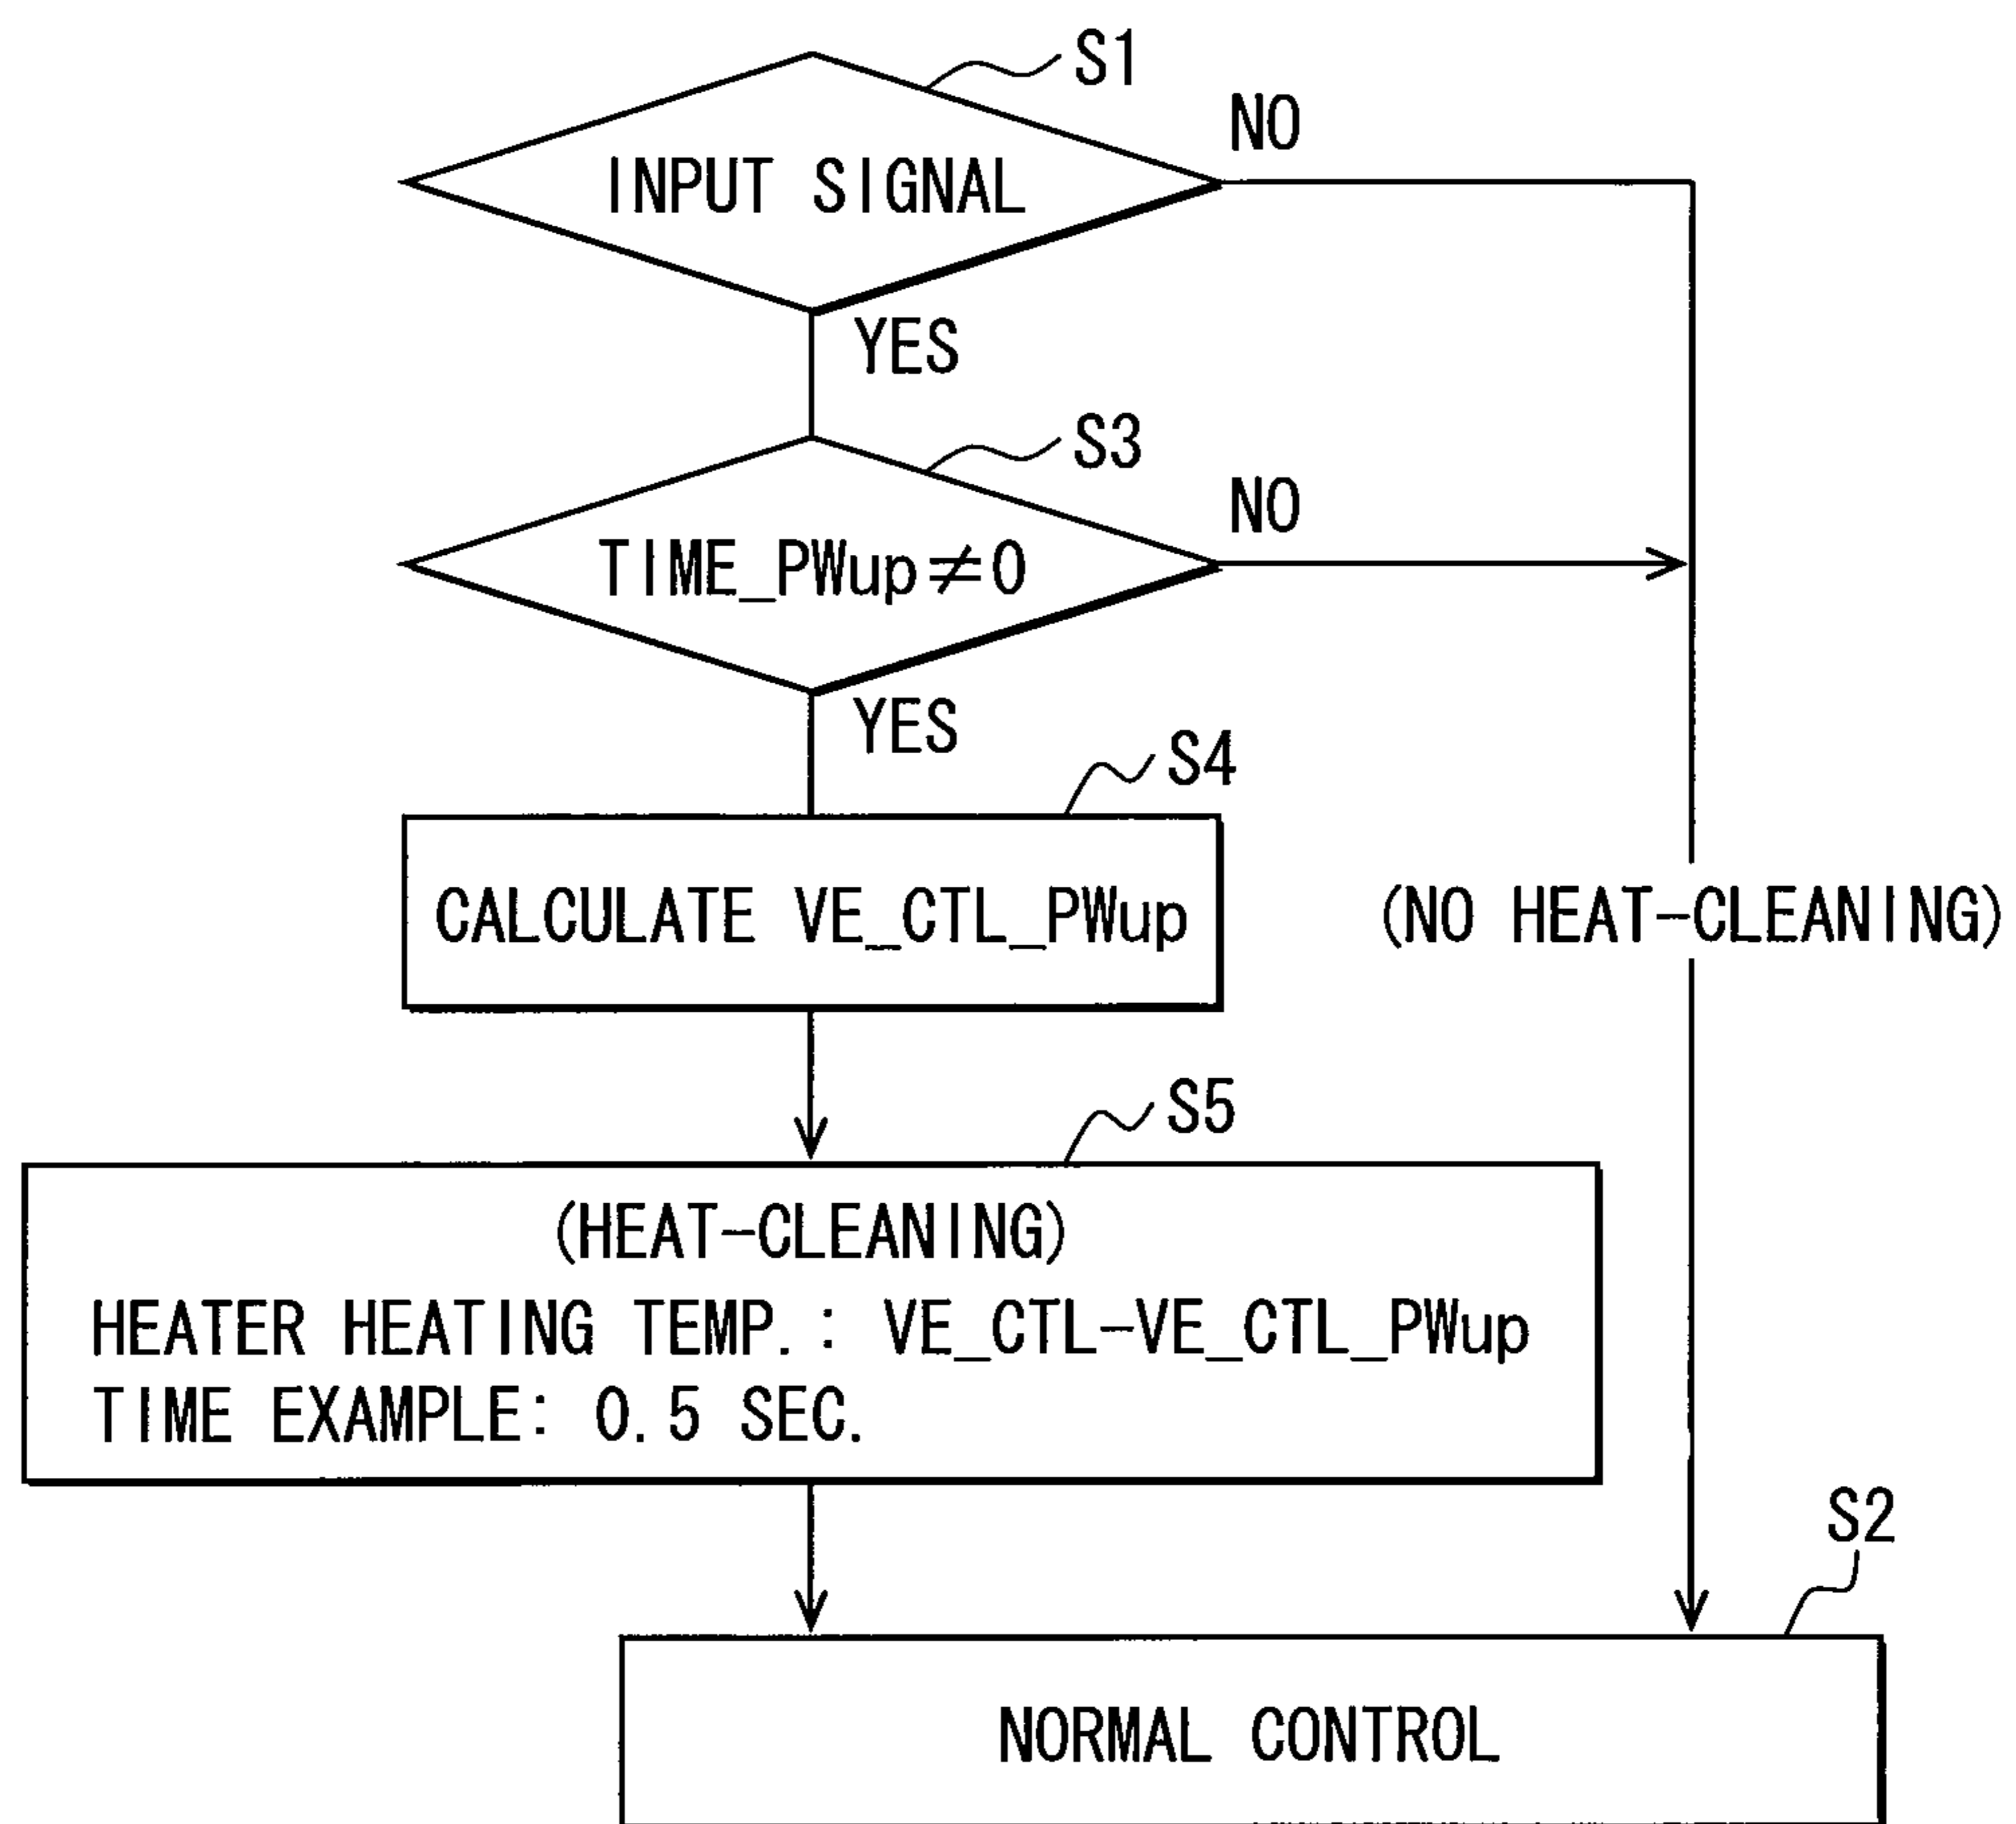 S1
NO
INPUT SIGNAL
YES
S3
NO
TIME_PWup≠0
YES
S4
CALCULATE VE_CTL_PWup
(NO HEAT-CLEANING)
S5
(HEAT-CLEANING)
HEATER HEATING TEMP.: VE_CTL-VE_CTL_PWup
TIME EXAMPLE: 0.5 SEC.
S2
NORMAL CONTROL